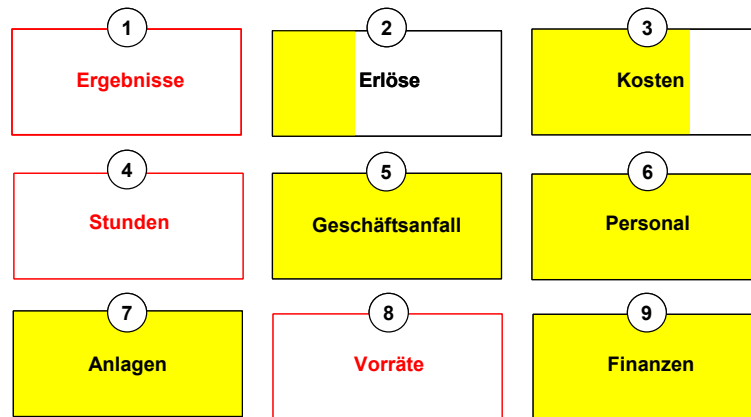 1
Ergebnisse
2
Erlöse
3
Kosten
4
Stunden
5
Geschäftsanfall
6
Personal
7
Anlagen
8
Vorräte
9
Finanzen